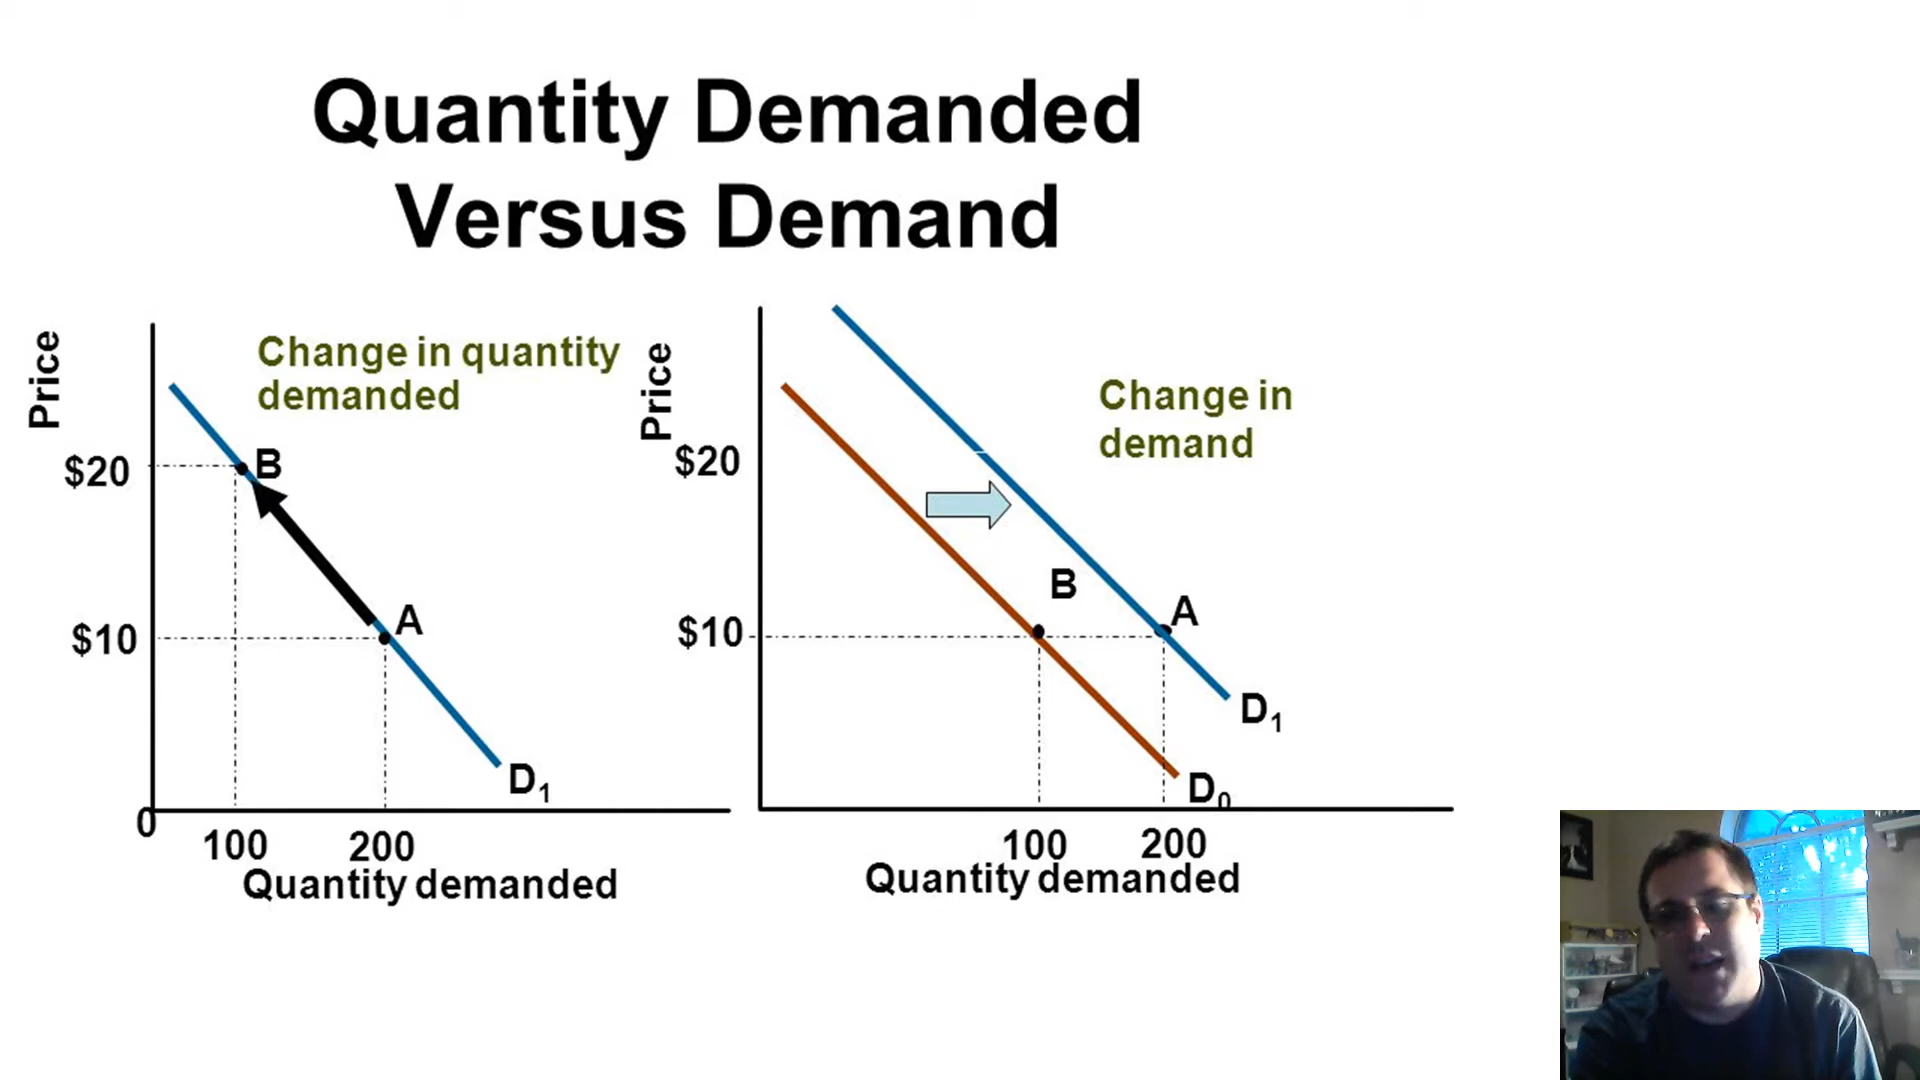 Quantity Demanded
Versus Demand
Price
Change in quantity
demanded
$20
B
A
$10
D1
0
100
200
Quantity demanded
Price
Change in
demand
$20
B
A
$10
D1
D0
100
200
Quantity demanded